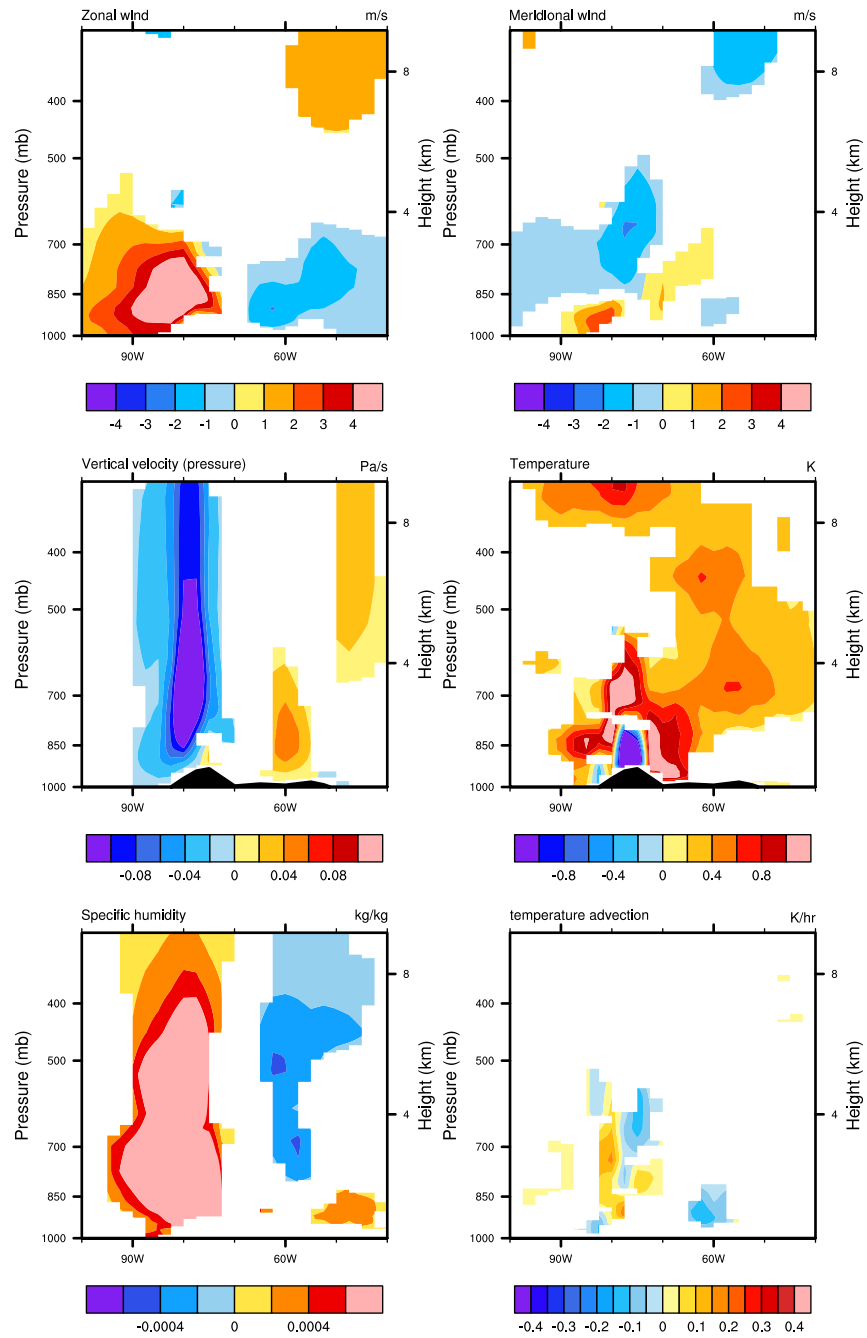 Zonal wind m/s
Pressure (mb)
400
500
700
850
1000
8
4
Height (km)
90W 60W
-4 -3 -2 -1 0 1 2 3 4
Meridional wind m/s
Pressure (mb)
400
500
700
850
1000
8
4
Height (km)
90W 60W
-4 -3 -2 -1 0 1 2 3 4
Vertical velocity (pressure) Pa/s
Pressure (mb)
400
500
700
850
1000
8
4
Height (km)
90W 60W
-0.08 -0.04 0 0.04 0.08
Temperature K
Pressure (mb)
400
500
700
850
1000
8
4
Height (km)
90W 60W
-0.8 -0.4 0 0.4 0.8
Specific humidity kg/kg
Pressure (mb)
400
500
700
850
1000
8
4
Height (km)
90W 60W
-0.0004 0 0.0004
temperature advection K/hr
Pressure (mb)
400
500
700
850
1000
8
4
Height (km)
90W 60W
-0.4 -0.3 -0.2 -0.1 0 0.1 0.2 0.3 0.4